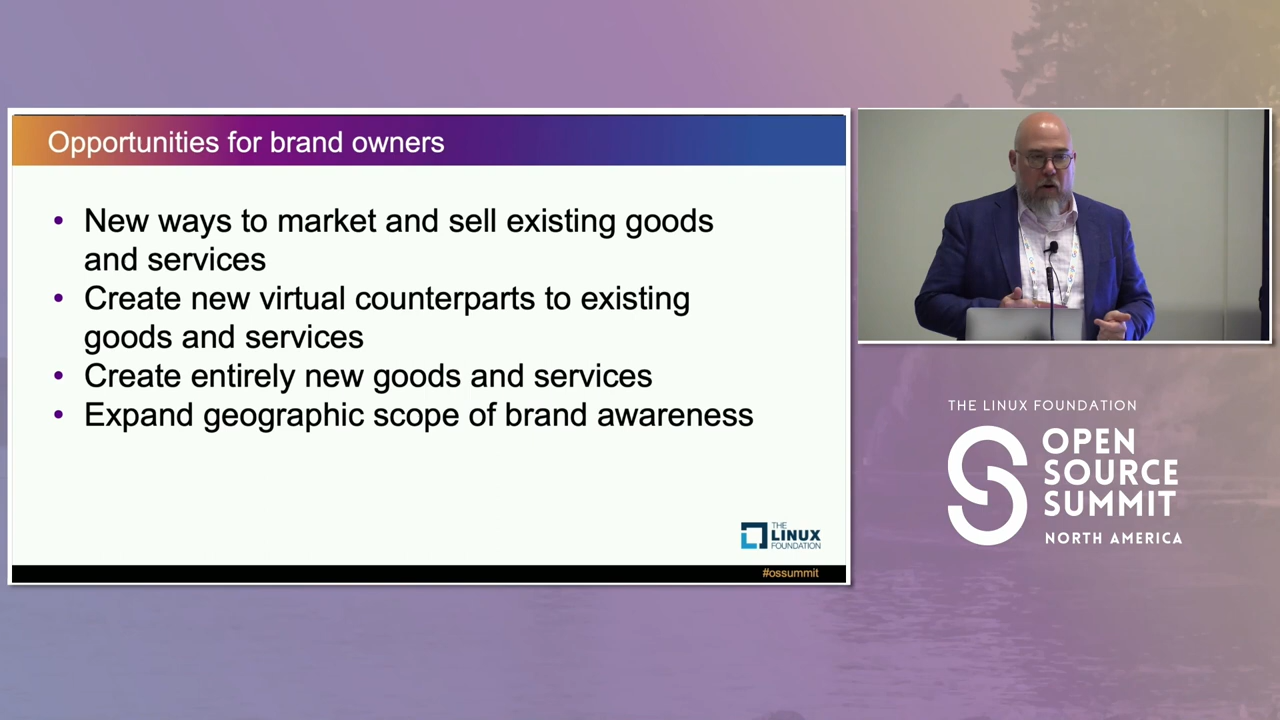 Opportunities for brand owners
• New ways to market and sell existing goods
and services
• Create new virtual counterparts to existing
goods and services
• Create entirely new goods and services
• Expand geographic scope of brand awareness
THE
LINUX
FOUNDATION
#ossummit
THE LINUX FOUNDATION
OPEN
SOURCE
SUMMIT
NORTH AMERICA